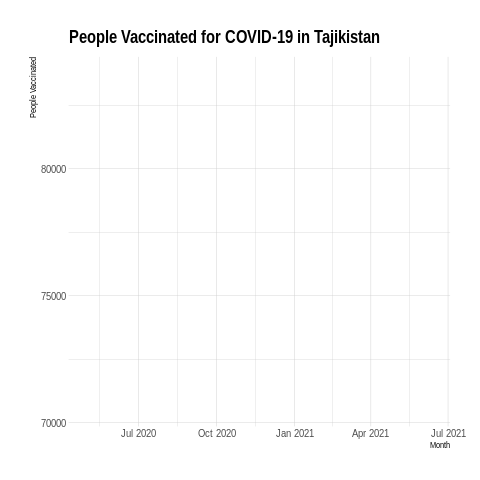 People Vaccinated for COVID-19 in Tajikistan
People Vaccinated
80000
75000
70000
Jul 2020 Oct 2020 Jan 2021 Apr 2021 Jul 2021
Month